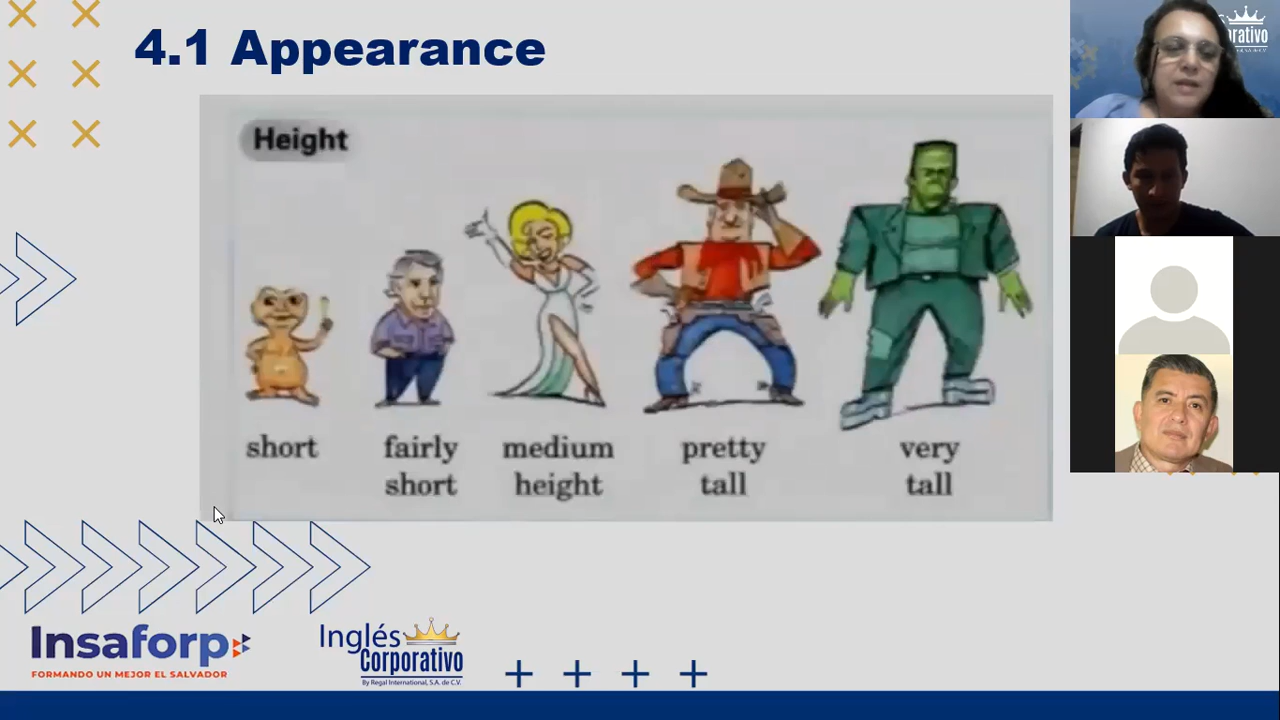 4.1 Appearance
Height
short
fairly
short
medium
height
pretty
tall
very
tall
Insaforp
FORMANDO UN MEJOR EL SALVADOR
Inglés
Corporativo
By Regal International, S.A. de C.V.